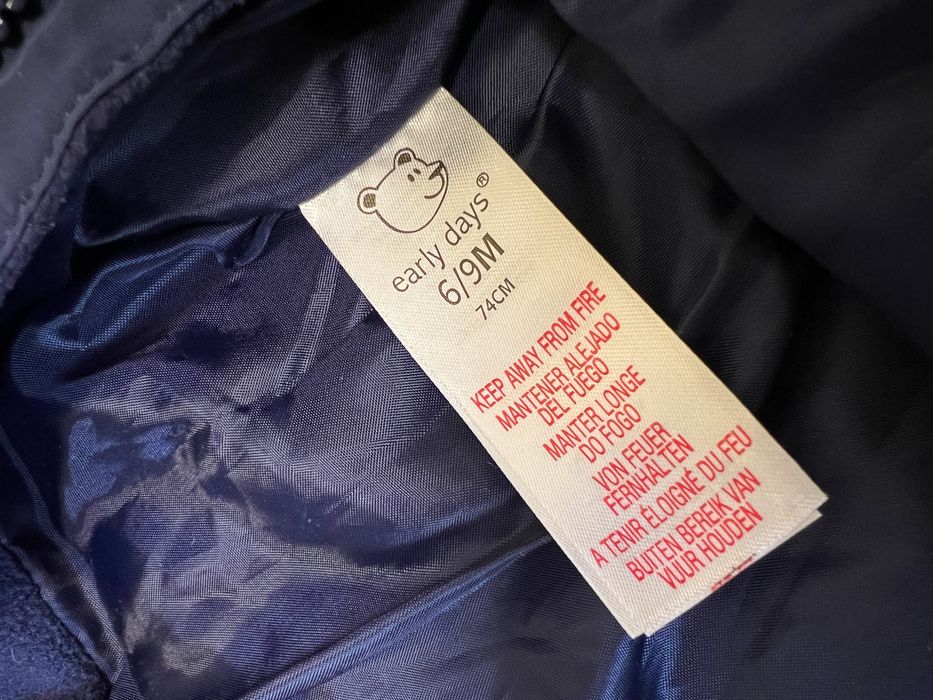 early days ®
6/9M
74CM
KEEP AWAY FROM FIRE
MANTENER ALEJADO
DEL FUEGO
MANTER LONGE
DO FOGO
VON FEUER
FERNHALTEN
A TENIR ÉLOIGNÉ DU FEU
BUITEN BEREIK VAN
VUUR HOUDEN